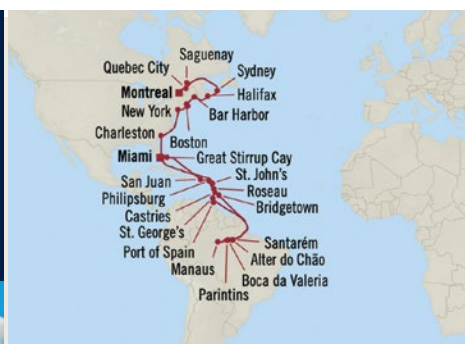 Saguenay
Quebec City
Sydney
Montreal
Halifax
New York
Bar Harbor
Charleston
Boston
Miami
Great Stirrup Cay
San Juan
St. John's
Philipsburg
Roseau
Castries
Bridgetown
St. George's
Port of Spain
Santarém
Manaus
Alter do Chão
Boca da Valeria
Parintins